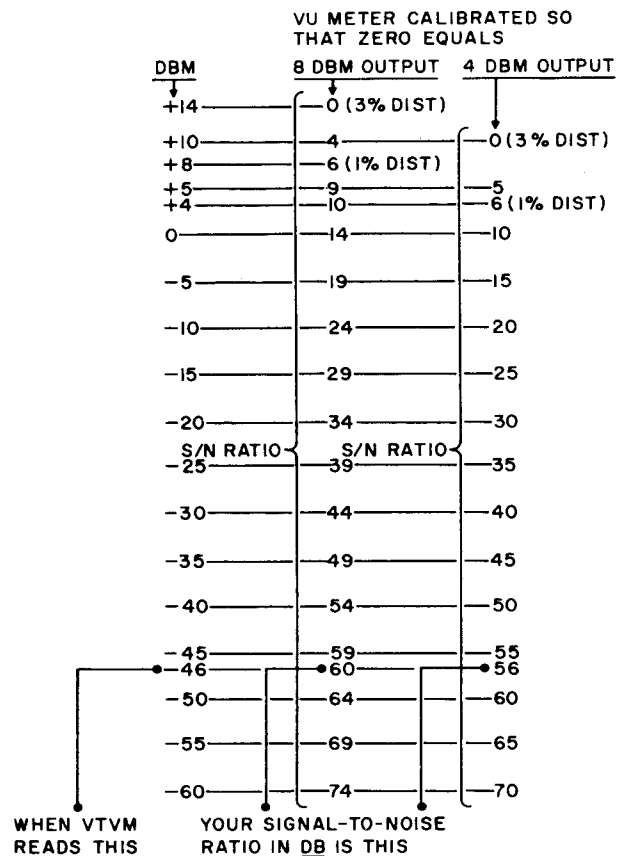 VU METER CALIBRATED SO
THAT ZERO EQUALS
DBM 8 DBM OUTPUT 4 DBM OUTPUT
+14 0 (3% DIST)
+10 4 0 (3% DIST)
+8 6 (1% DIST)
+5 9 5
+4 10 6 (1% DIST)
0 14 10
-5 19 15
-10 24 20
-15 29 25
-20 34 30
S/N RATIO S/N RATIO
-25 39 35
-30 44 40
-35 49 45
-40 54 50
-45 59 55
-46 60 56
-50 64 60
-55 69 65
-60 74 70
WHEN VTVM
READS THIS
YOUR SIGNAL-TO-NOISE
RATIO IN DB IS THIS